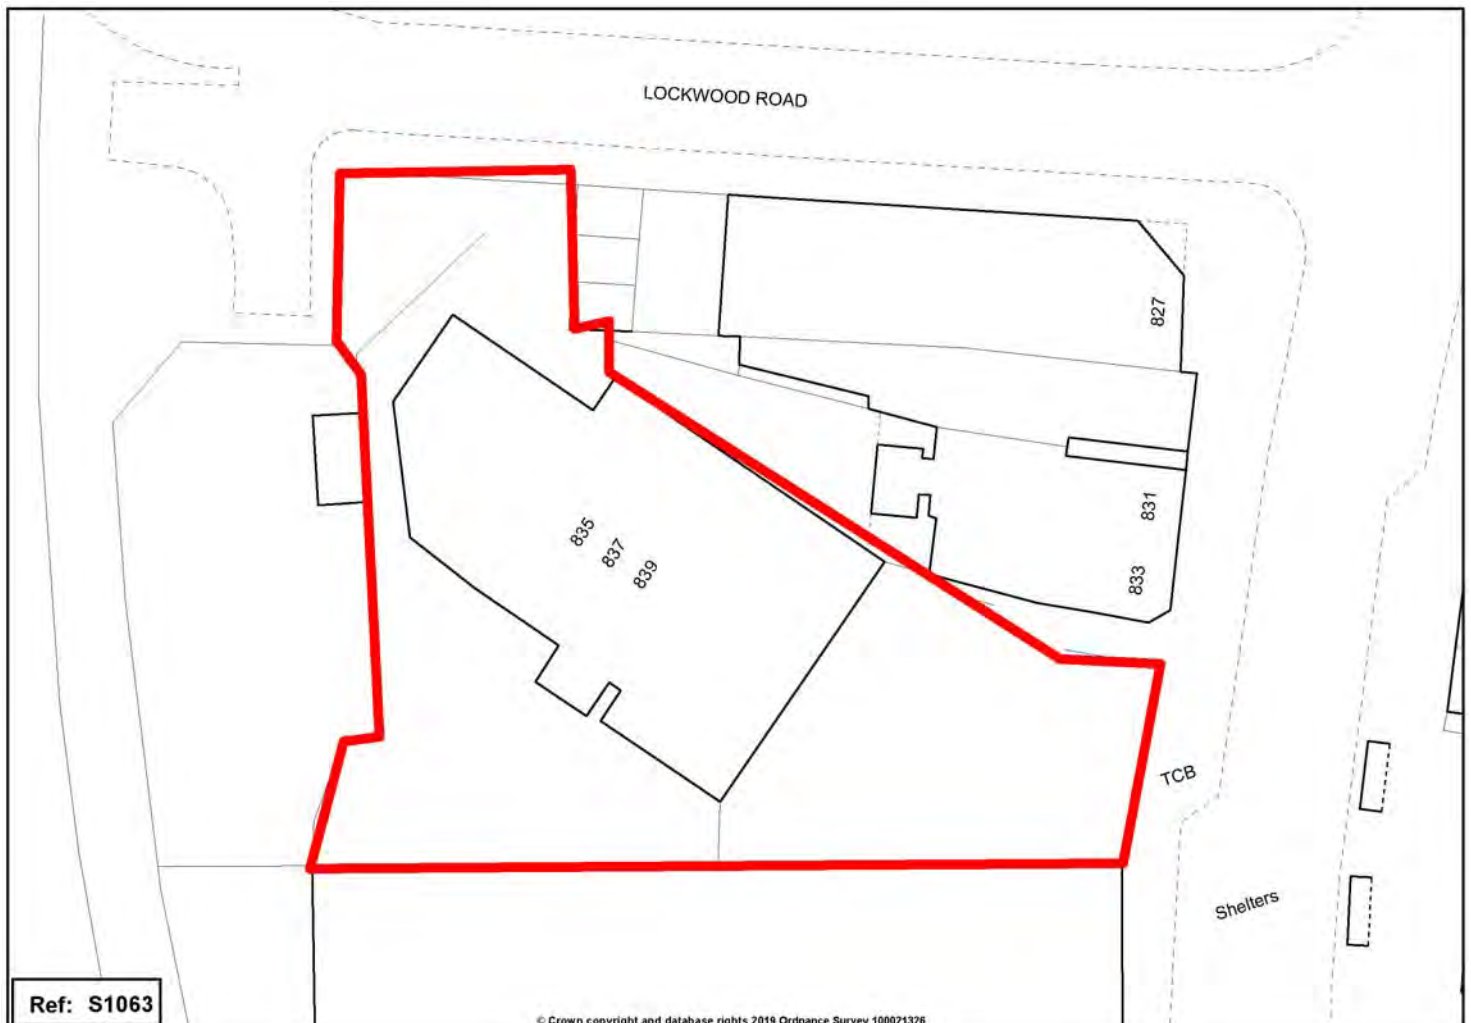 LOCKWOOD ROAD
827
831
835
837
839
833
TCB
Shelters
Ref: S1063
© Crown copyright and database rights 2019 Ordnance Survey 100021326